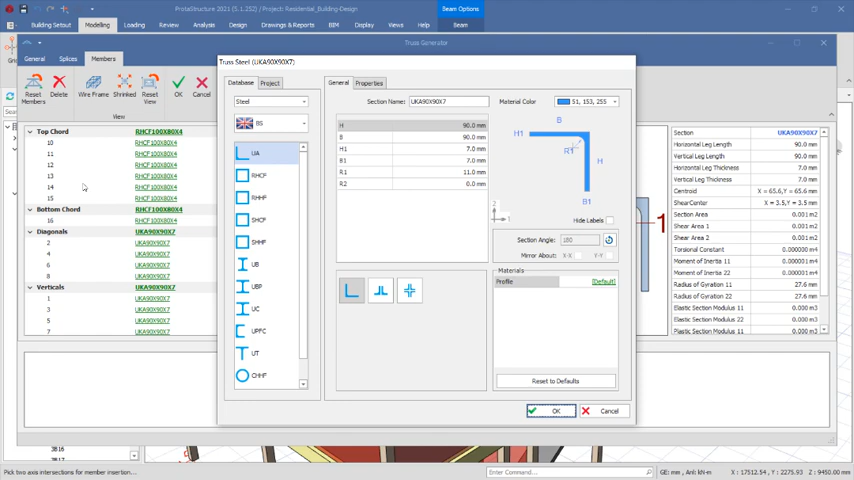 ProtaStructure 2021 (5.1.252) / Project: Residential_Building-Design
Beam Options
Building Setout Modelling Loading Review Analysis Design Drawings & Reports BIM Display Views Help Beam
Truss Generator
General Splices Members
Reset Members
Delete
Wire Frame
Shrinked
Reset View
OK
Cancel
View
Top Chord RHCF100X80X4
10 RHCF100X80X4
11 RHCF100X80X4
12 RHCF100X80X4
13 RHCF100X80X4
14 RHCF100X80X4
15 RHCF100X80X4
Bottom Chord RHCF100X80X4
16 RHCF100X80X4
Diagonals UKA90X90X7
2 UKA90X90X7
4 UKA90X90X7
6 UKA90X90X7
8 UKA90X90X7
Verticals UKA90X90X7
1 UKA90X90X7
3 UKA90X90X7
5 UKA90X90X7
7 UKA90X90X7
Truss Steel (UKA90X90X7)
Database Project
Steel
BS
UA
RHCF
RHHF
SHCF
SHHF
UB
UBP
UC
UPFC
UT
CHHF
General Properties
Section Name: UKA90X90X7
Material Color 51, 153, 255
H 90.0 mm
B 90.0 mm
H1 7.0 mm
B1 7.0 mm
R1 11.0 mm
R2 0.0 mm
B
H1
R1
H
B1
2
1
Hide Labels
Section Angle: 180
Mirror About: X-X Y-Y
Materials
Profile (Default)
Reset to Defaults
OK Cancel
1
Section UKA90X90X7
Horizontal Leg Length 90.0 mm
Vertical Leg Length 90.0 mm
Horizontal Leg Thickness 7.0 mm
Vertical Leg Thickness 7.0 mm
Centroid X = 65.6, Y = 65.6 mm
ShearCenter X = 3.5, Y = 3.5 mm
Section Area 0.001 m2
Shear Area 1 0.001 m2
Shear Area 2 0.001 m2
Torsional Constant 0.000000 m4
Moment of Inertia 11 0.000000 m4
Moment of Inertia 22 0.000000 m4
Radius of Gyration 11 27.6 mm
Radius of Gyration 22 27.6 mm
Elastic Section Modulus 11 0.000 m3
Elastic Section Modulus 22 0.000 m3
Plastic Section Modulus 11 0.000 m3
3B16
Pick two axis intersections for member insertion...
Enter Command...
GE: mm, Anl: kN-m
X : 17512.54
Y : 2275.93
Z : 9450.00 mm